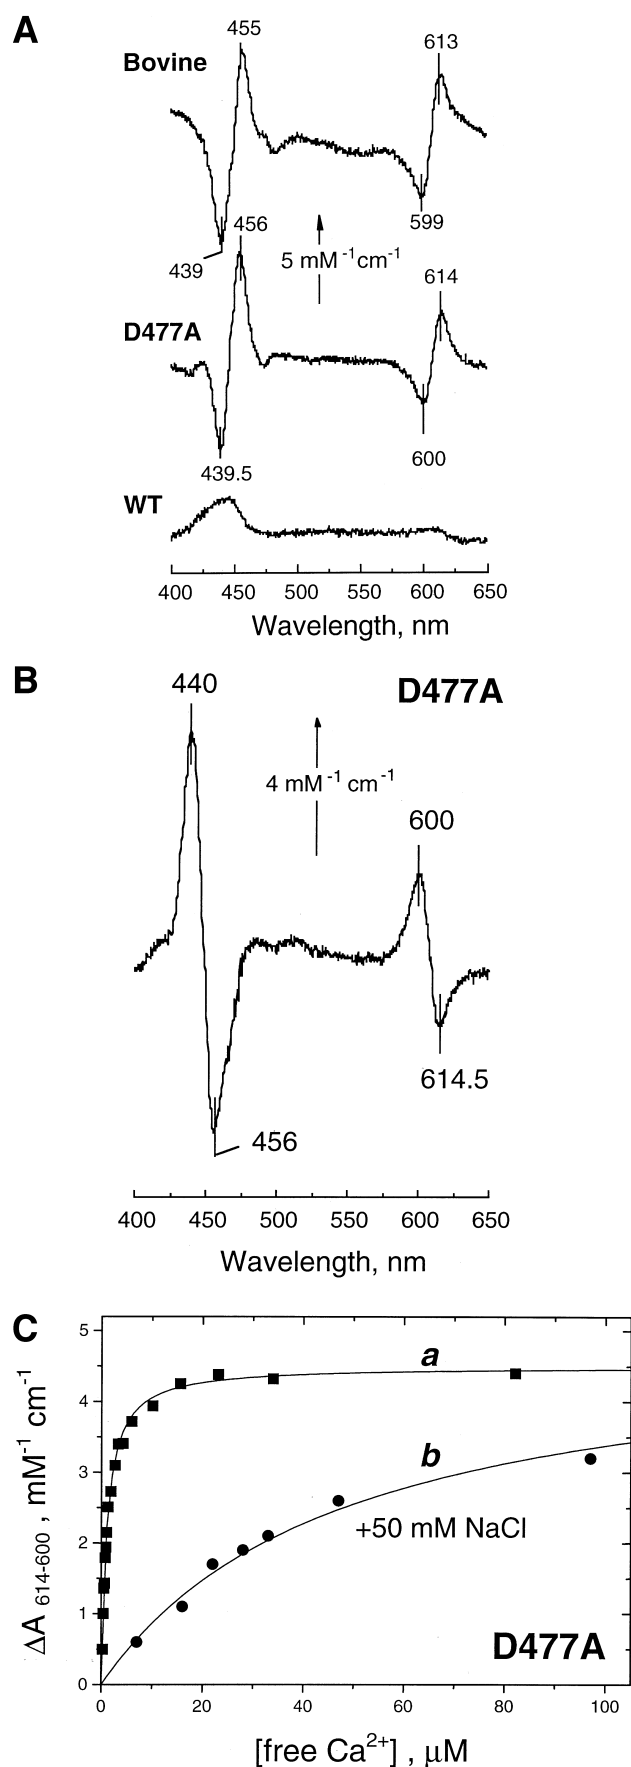 A
455
613
Bovine
456
599
439
5 mM-1cm-1
614
D477A
439.5
600
WT
400 450 500 550 600 650
Wavelength, nm
B
440
D477A
4 mM-1 cm-1
600
614.5
456
400 450 500 550 600 650
Wavelength, nm
C
5
a
4
b
3
+50 mM NaCl
2
1
D477A
0
ΔA 614-600 , mM-1 cm-1
0 20 40 60 80 100
[free Ca2+] , μM